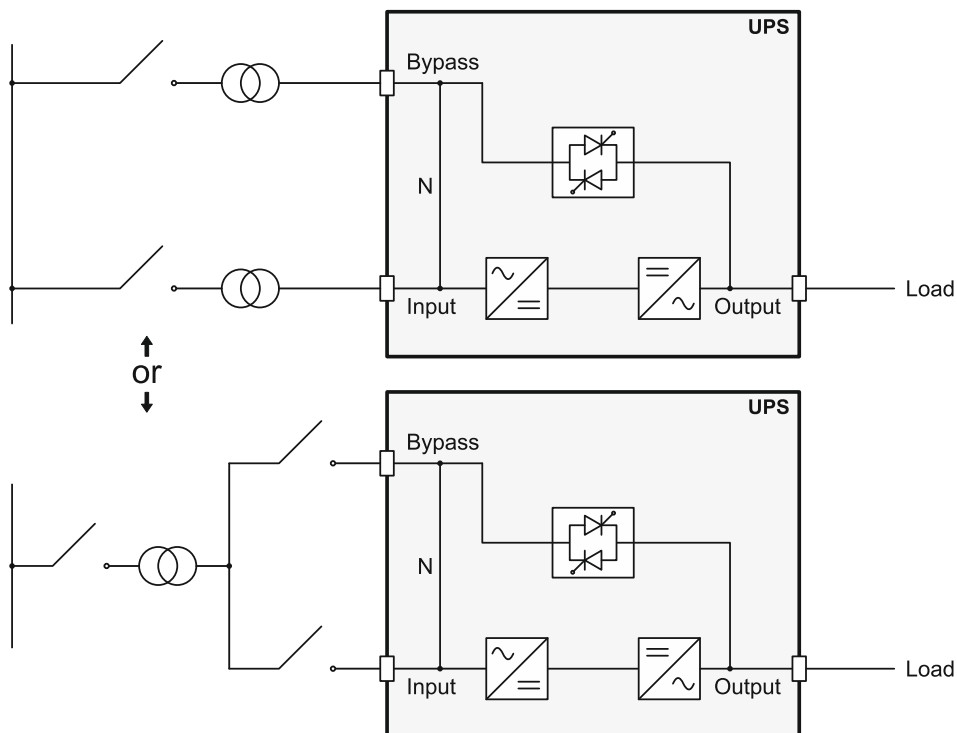 UPS
Bypass
N
Input
Output
Load
or
UPS
Bypass
N
Input
Output
Load